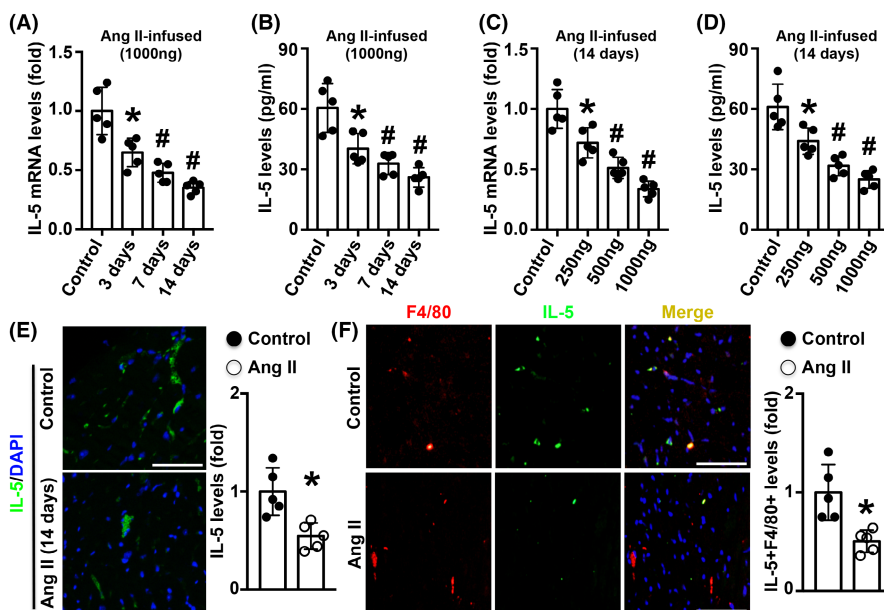 (A)
Ang II-infused
(1000ng)
IL-5 mRNA levels (fold)
1.5
1.0
0.5
0.0
*
#
#
Control
3 days
7 days
14 days
(B)
Ang II-infused
(1000ng)
IL-5 levels (pg/ml)
90
60
30
0
*
#
#
Control
3 days
7 days
14 days
(C)
Ang II-infused
(14 days)
IL-5 mRNA levels (fold)
1.5
1.0
0.5
0.0
*
#
#
Control
250ng
500ng
1000ng
(D)
Ang II-infused
(14 days)
IL-5 levels (pg/ml)
90
60
30
0
*
#
#
Control
250ng
500ng
1000ng
(E)
IL-5/DAPI
Control
Ang II (14 days)
Control
Ang II
IL-5 levels (fold)
2
1
0
*
(F)
F4/80
IL-5
Merge
Control
Ang II
Control
Ang II
IL-5+F4/80+ levels (fold)
2
1
0
*